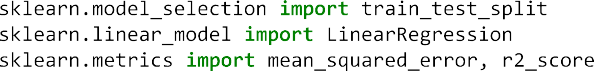 sklearn.model_selection import train_test_split
sklearn.linear_model import LinearRegression
sklearn.metrics import mean_squared_error, r2_score